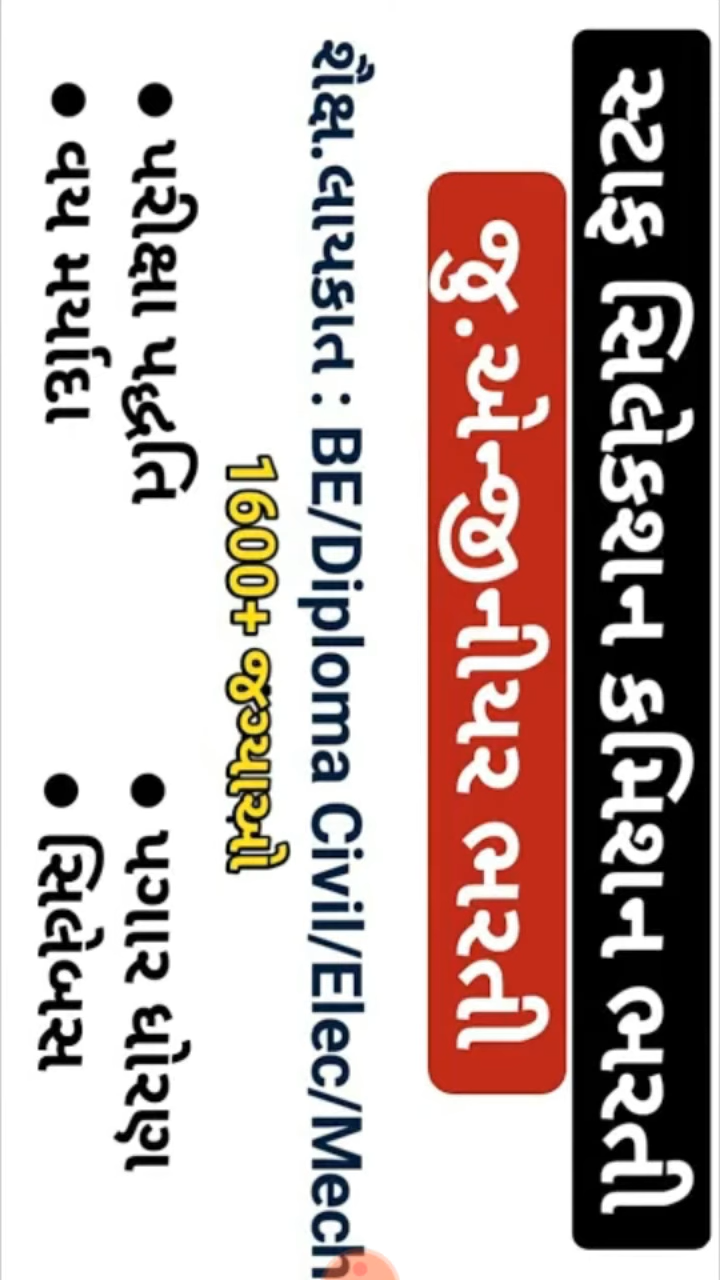 સ્ટાફ સિલેકશન કમિશન ભરતી
જુ.એન્જીનીયર ભરતી
શૈક્ષ.લાયકાત : BE/Diploma Civil/Elec/Mech
1600+ જગ્યાઓ
• પરીક્ષા પદ્ધતિ • પગાર ધોરણ
• વય મર્યાદા • સિલેબસ